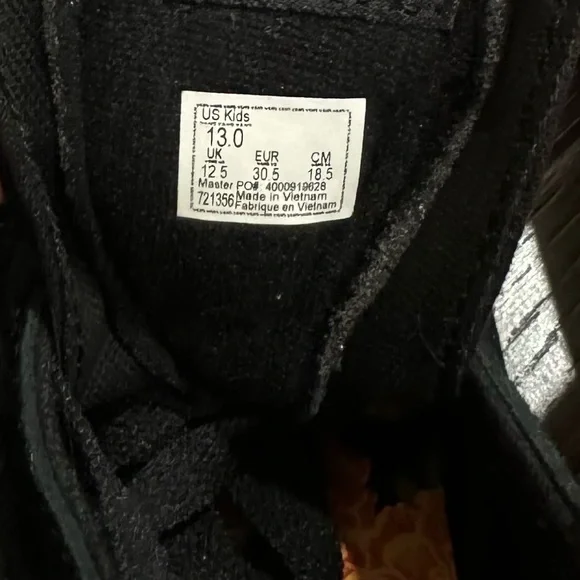 US Kids
13.0
UK EUR CM
12.5 30.5 18.5
Master PO#: 4000919628
721356 Made in Vietnam
Fabrique en Vietnam